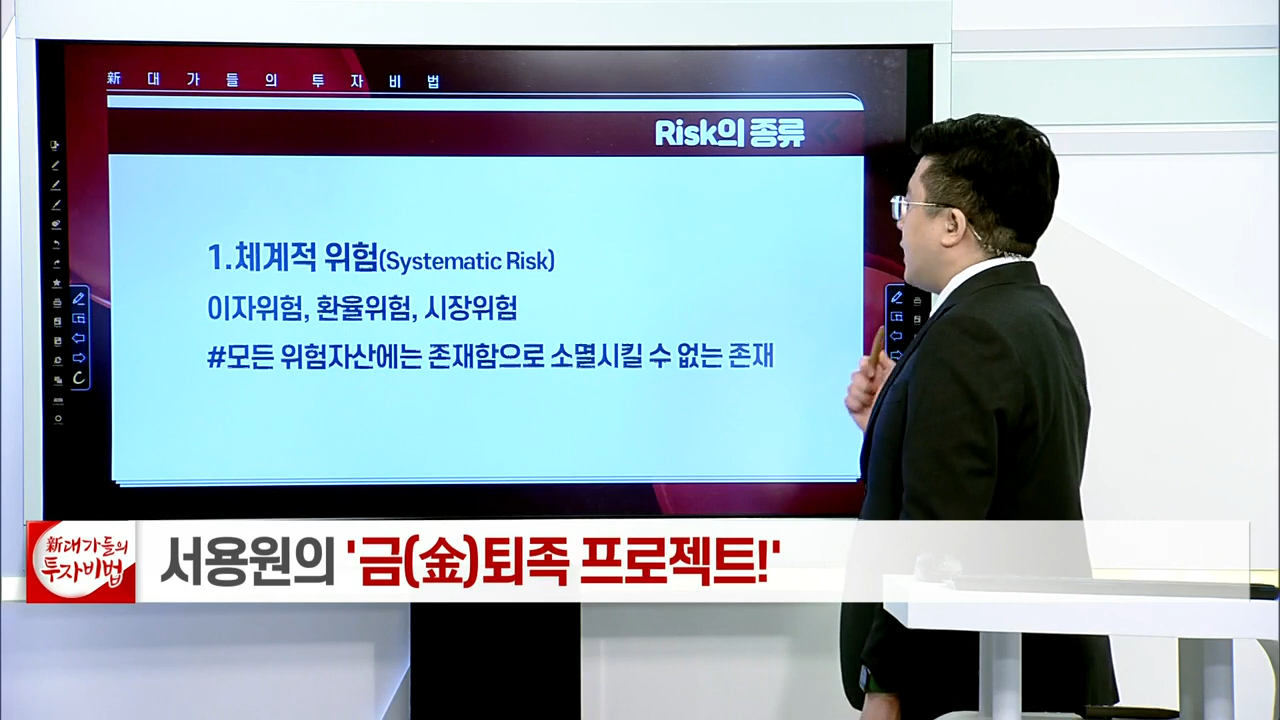 新 대가들의 투자비법
Risk의 종류
1.체계적 위험(Systematic Risk)
이자위험, 환율위험, 시장위험
#모든 위험자산에는 존재함으로 소멸시킬 수 없는 존재
新대가들의
투자비법
서용원의 '금(金)퇴족 프로젝트!'